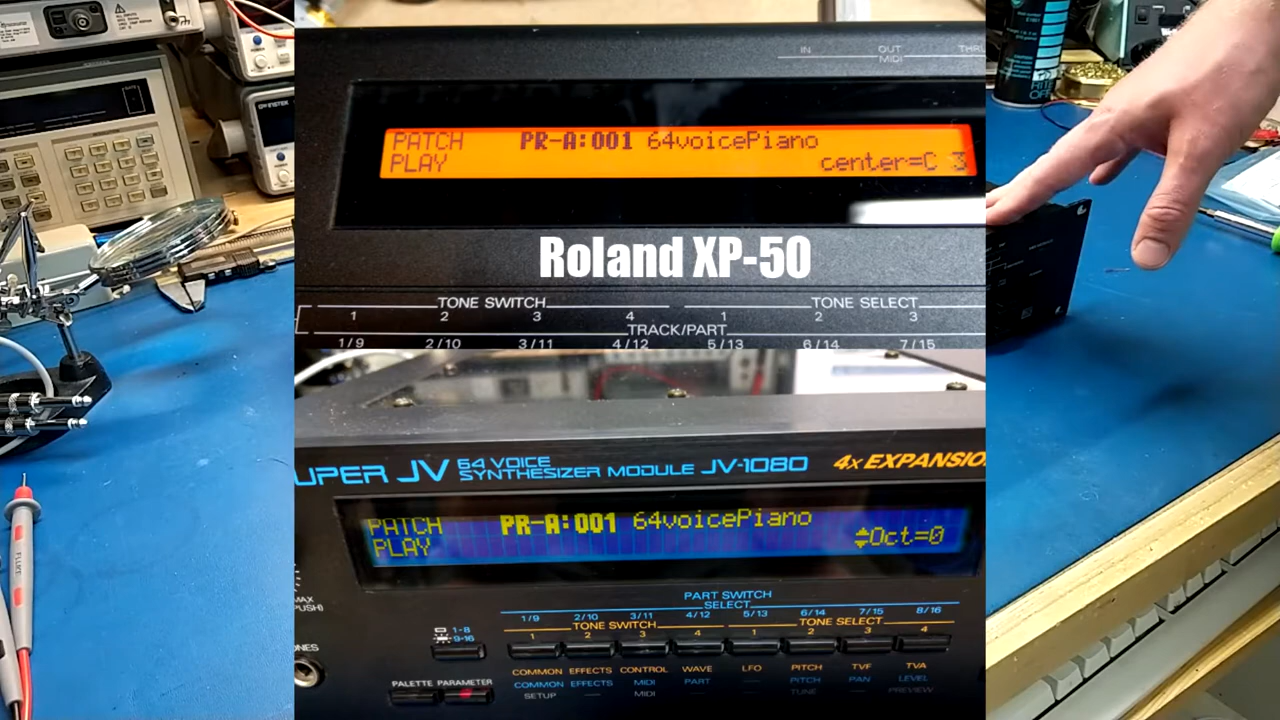 IN OUT THRU
MIDI
PATCH PR-A:001 64voicePiano
PLAY center=C 3
Roland XP-50
TONE SWITCH TONE SELECT
1 2 3 4 1 2 3
TRACK/PART
1/9 2/10 3/11 4/12 5/13 6/14 7/15
UPER JV 64 VOICE
SYNTHESIZER MODULE JV-1080 4x EXPANSIO
PATCH PR-A:001 64voicePiano
PLAY Oct=0
MAX
PUSH)
NES
PART SWITCH
SELECT
1/9 2/10 3/11 4/12 5/13 6/14 7/15 8/16
TONE SWITCH TONE SELECT
1 2 3 4 1 2 3 4
1-8
9-16
PALETTE PARAMETER
COMMON EFFECTS CONTROL WAVE LFO PITCH TVF TVA
COMMON EFFECTS MIDI PART PITCH PAN LEVEL
SETUP MIDI TUNE PREVIEW
GW INSTEK
POWER
POWER
FLUKE